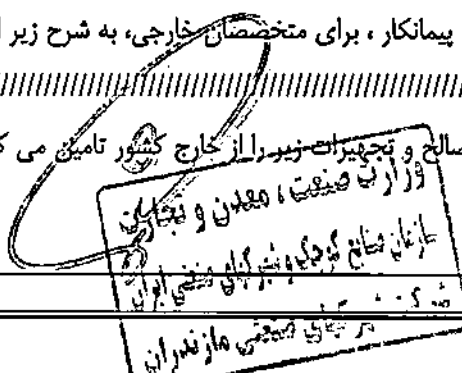 پیمانکار ، برای متخصصان خارجی، به شرح زیر
////////////////////////////////////////////////
صالح و تجهیزات زیر را از خارج کشور تامین می
وزارت صنعت ، معدن و تجارت
سازمان صنایع کوچک و شهرکهای صنعتی ایران
شرکت شهرکهای صنعتی مازندران